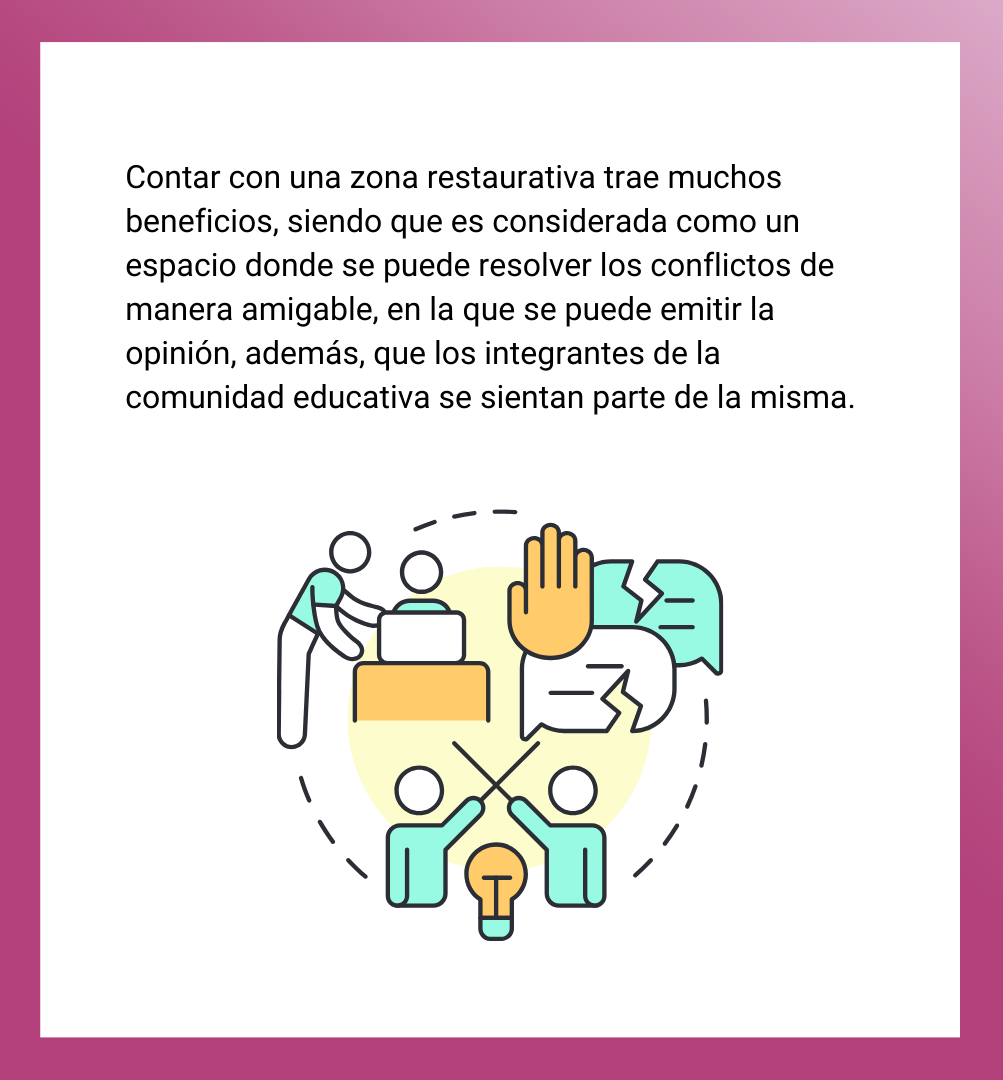 Contar con una zona restaurativa trae muchos
beneficios, siendo que es considerada como un
espacio donde se puede resolver los conflictos de
manera amigable, en la que se puede emitir la
opinión, además, que los integrantes de la
comunidad educativa se sientan parte de la misma.